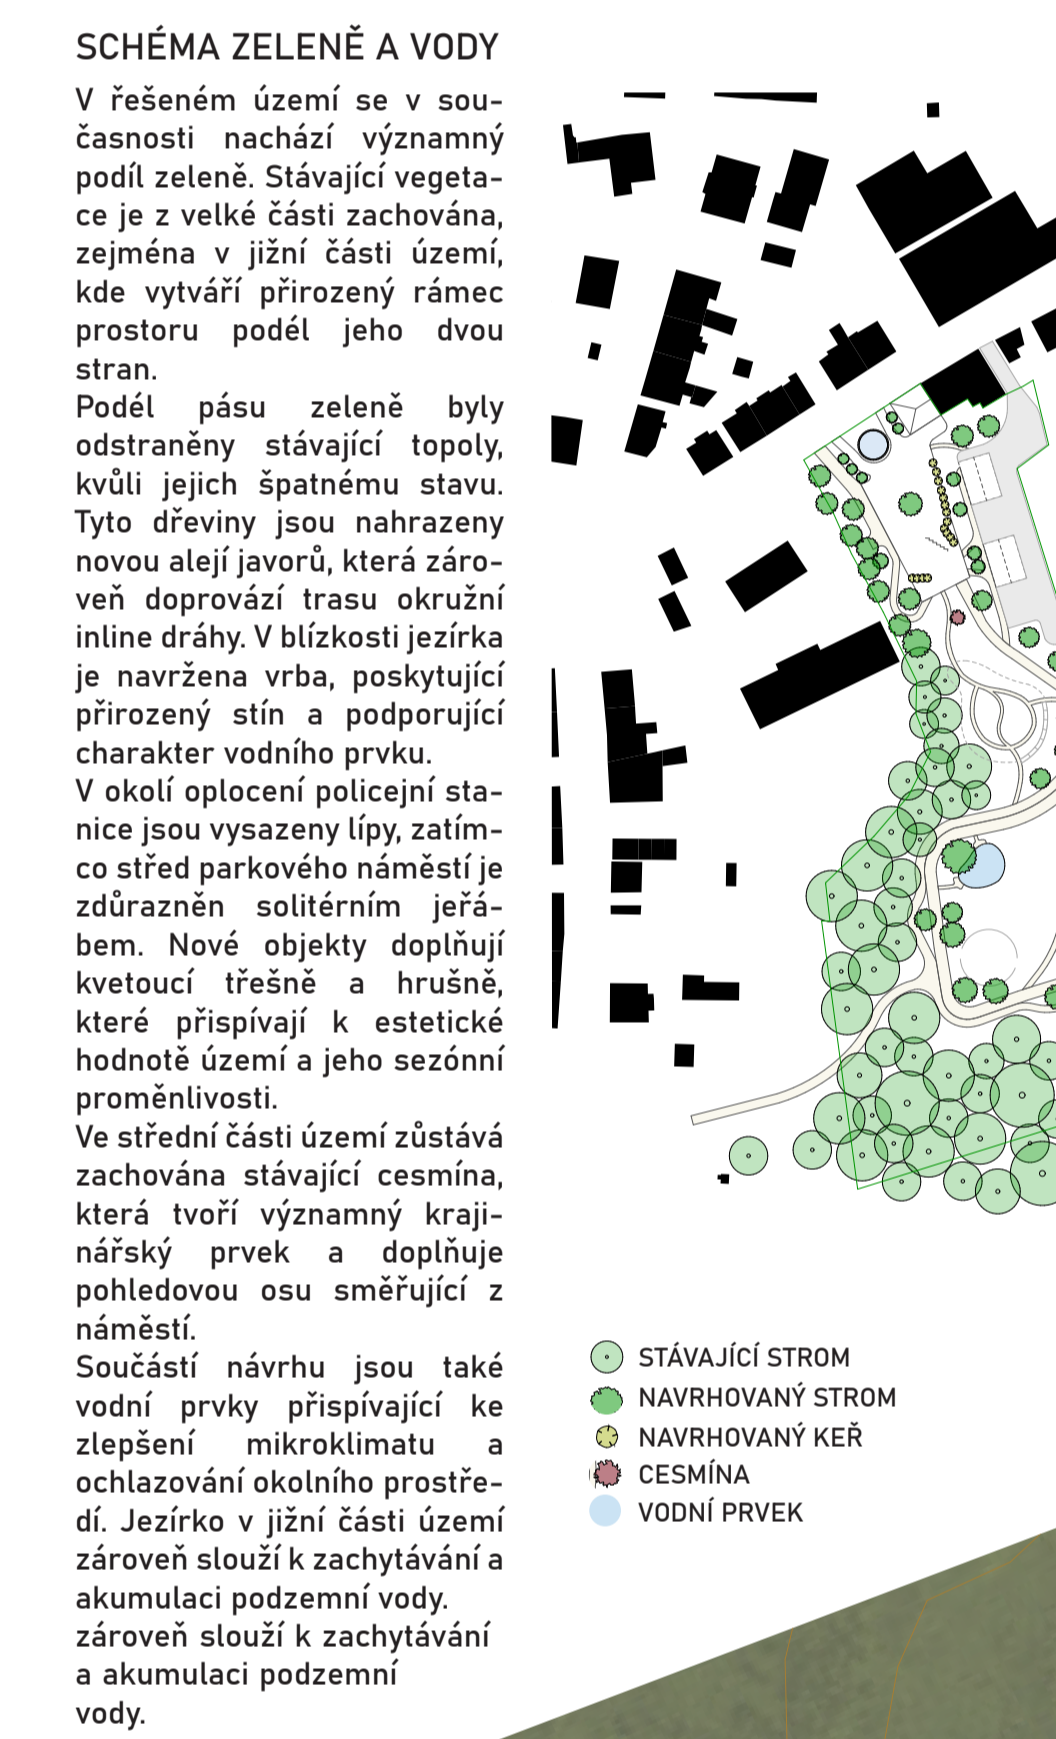 SCHÉMA ZELENĚ A VODY
V řešeném území se v sou-
časnosti nachází významný
podíl zeleně. Stávající vegeta-
ce je z velké části zachována,
zejména v jižní části území,
kde vytváří přirozený rámec
prostoru podél jeho dvou
stran.
Podél pásu zeleně byly
odstraněny stávající topoly,
kvůli jejich špatnému stavu.
Tyto dřeviny jsou nahrazeny
novou alejí javorů, která záro-
veň doprovází trasu okružní
inline dráhy. V blízkosti jezírka
je navržena vrba, poskytující
přirozený stín a podporující
charakter vodního prvku.
V okolí oplocení policejní sta-
nice jsou vysazeny lípy, zatím-
co střed parkového náměstí je
zdůrazněn solitérním jeřá-
bem. Nové objekty doplňují
kvetoucí třešně a hrušně,
které přispívají k estetické
hodnotě území a jeho sezónní
proměnlivosti.
Ve střední části území zůstává
zachována stávající cesmína,
která tvoří významný kraji-
nářský prvek a doplňuje
pohledovou osu směřující z
náměstí.
Součástí návrhu jsou také
vodní prvky přispívající ke
zlepšení mikroklimatu a
ochlazování okolního prostře-
dí. Jezírko v jižní části území
zároveň slouží k zachytávání a
akumulaci podzemní vody.
zároveň slouží k zachytávání
a akumulaci podzemní
vody.
STÁVAJÍCÍ STROM
NAVRHOVANÝ STROM
NAVRHOVANÝ KEŘ
CESMÍNA
VODNÍ PRVEK